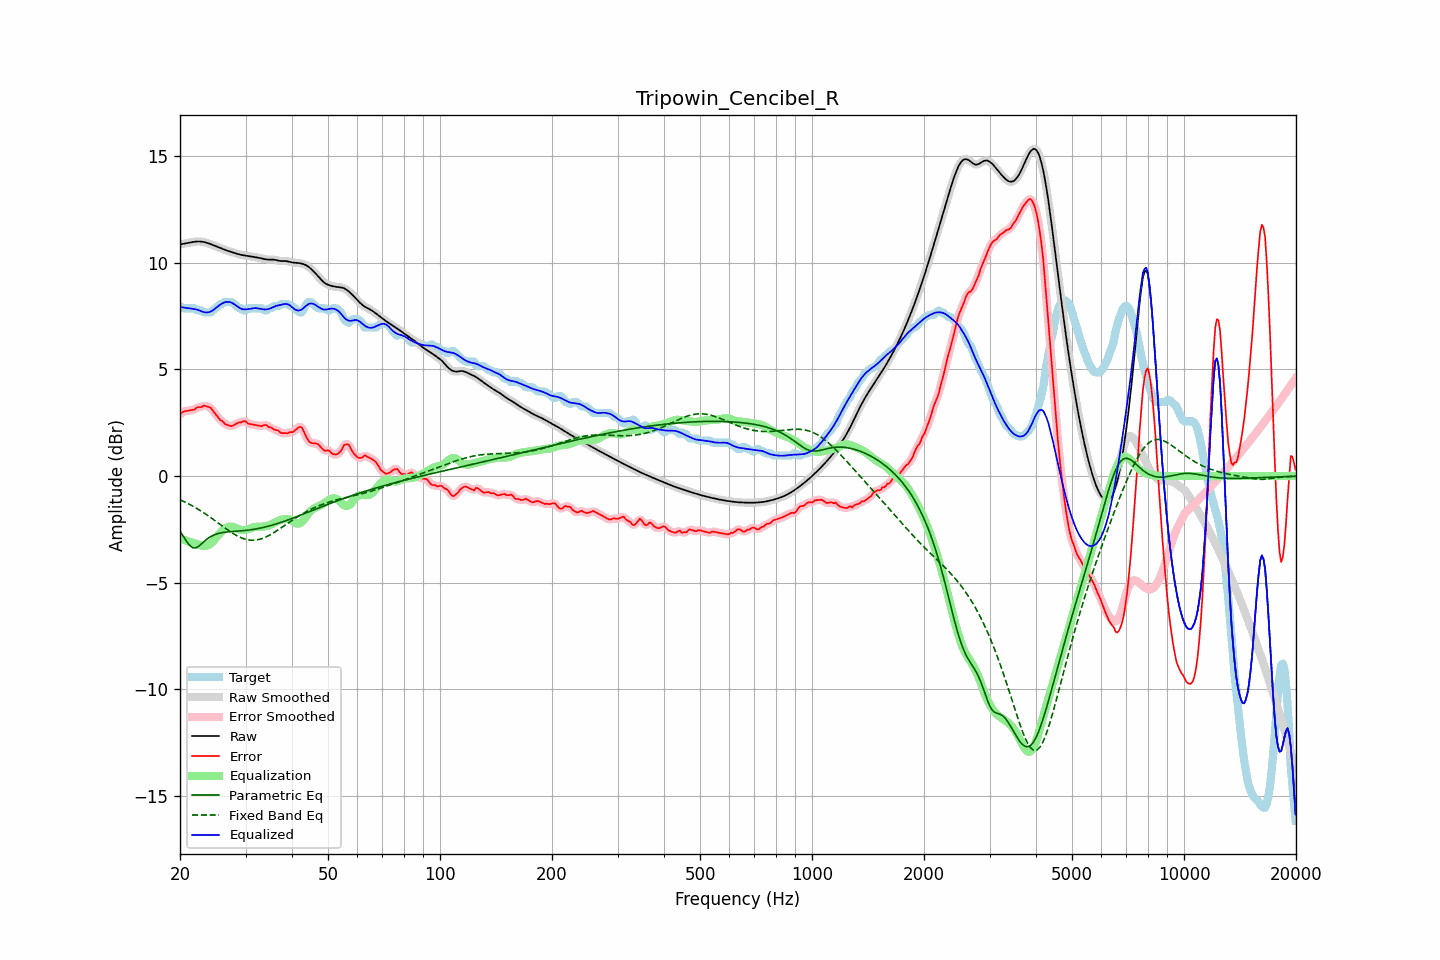 Tripowin_Cencibel_R
Amplitude (dBr)
15
10
5
0
−5
−10
−15
Target
Raw Smoothed
Error Smoothed
Raw
Error
Equalization
Parametric Eq
Fixed Band Eq
Equalized
20 50 100 200 500 1000 2000 5000 10000 20000
Frequency (Hz)